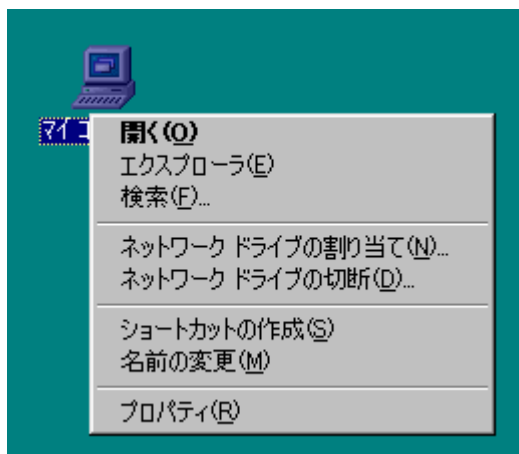 マイ コ
開く(O)
エクスプローラ(E)
検索(F)...
ネットワーク ドライブの割り当て(N)...
ネットワーク ドライブの切断(D)...
ショートカットの作成(S)
名前の変更(M)
プロパティ(R)